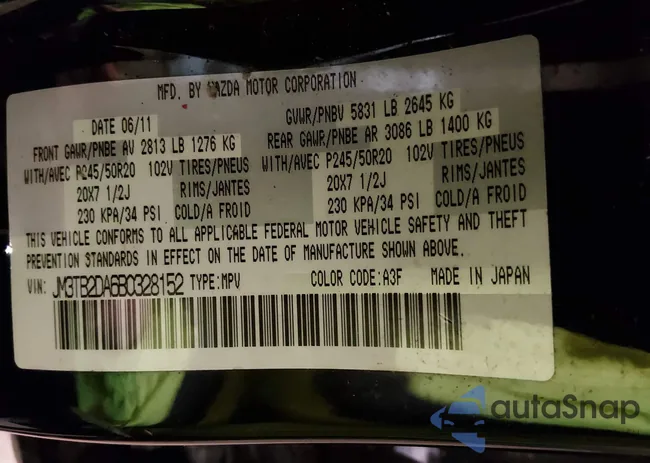 MFD. BY MAZDA MOTOR CORPORATION
DATE 06/11 GVWR/PNBV 5831 LB 2645 KG
FRONT GAWR/PNBE AV 2813 LB 1276 KG REAR GAWR/PNBE AR 3086 LB 1400 KG
WITH/AVEC P245/50R20 102V TIRES/PNEUS WITH/AVEC P245/50R20 102V TIRES/PNEUS
20X7 1/2J RIMS/JANTES 20X7 1/2J RIMS/JANTES
230 KPA/34 PSI COLD/A FROID 230 KPA/34 PSI COLD/A FROID
THIS VEHICLE CONFORMS TO ALL APPLICABLE FEDERAL MOTOR VEHICLE SAFETY AND THEFT
PREVENTION STANDARDS IN EFFECT ON THE DATE OF MANUFACTURE SHOWN ABOVE.
VIN: JM3TB2DA6B0328152 TYPE:MPV COLOR CODE:A3F MADE IN JAPAN
autoSnap